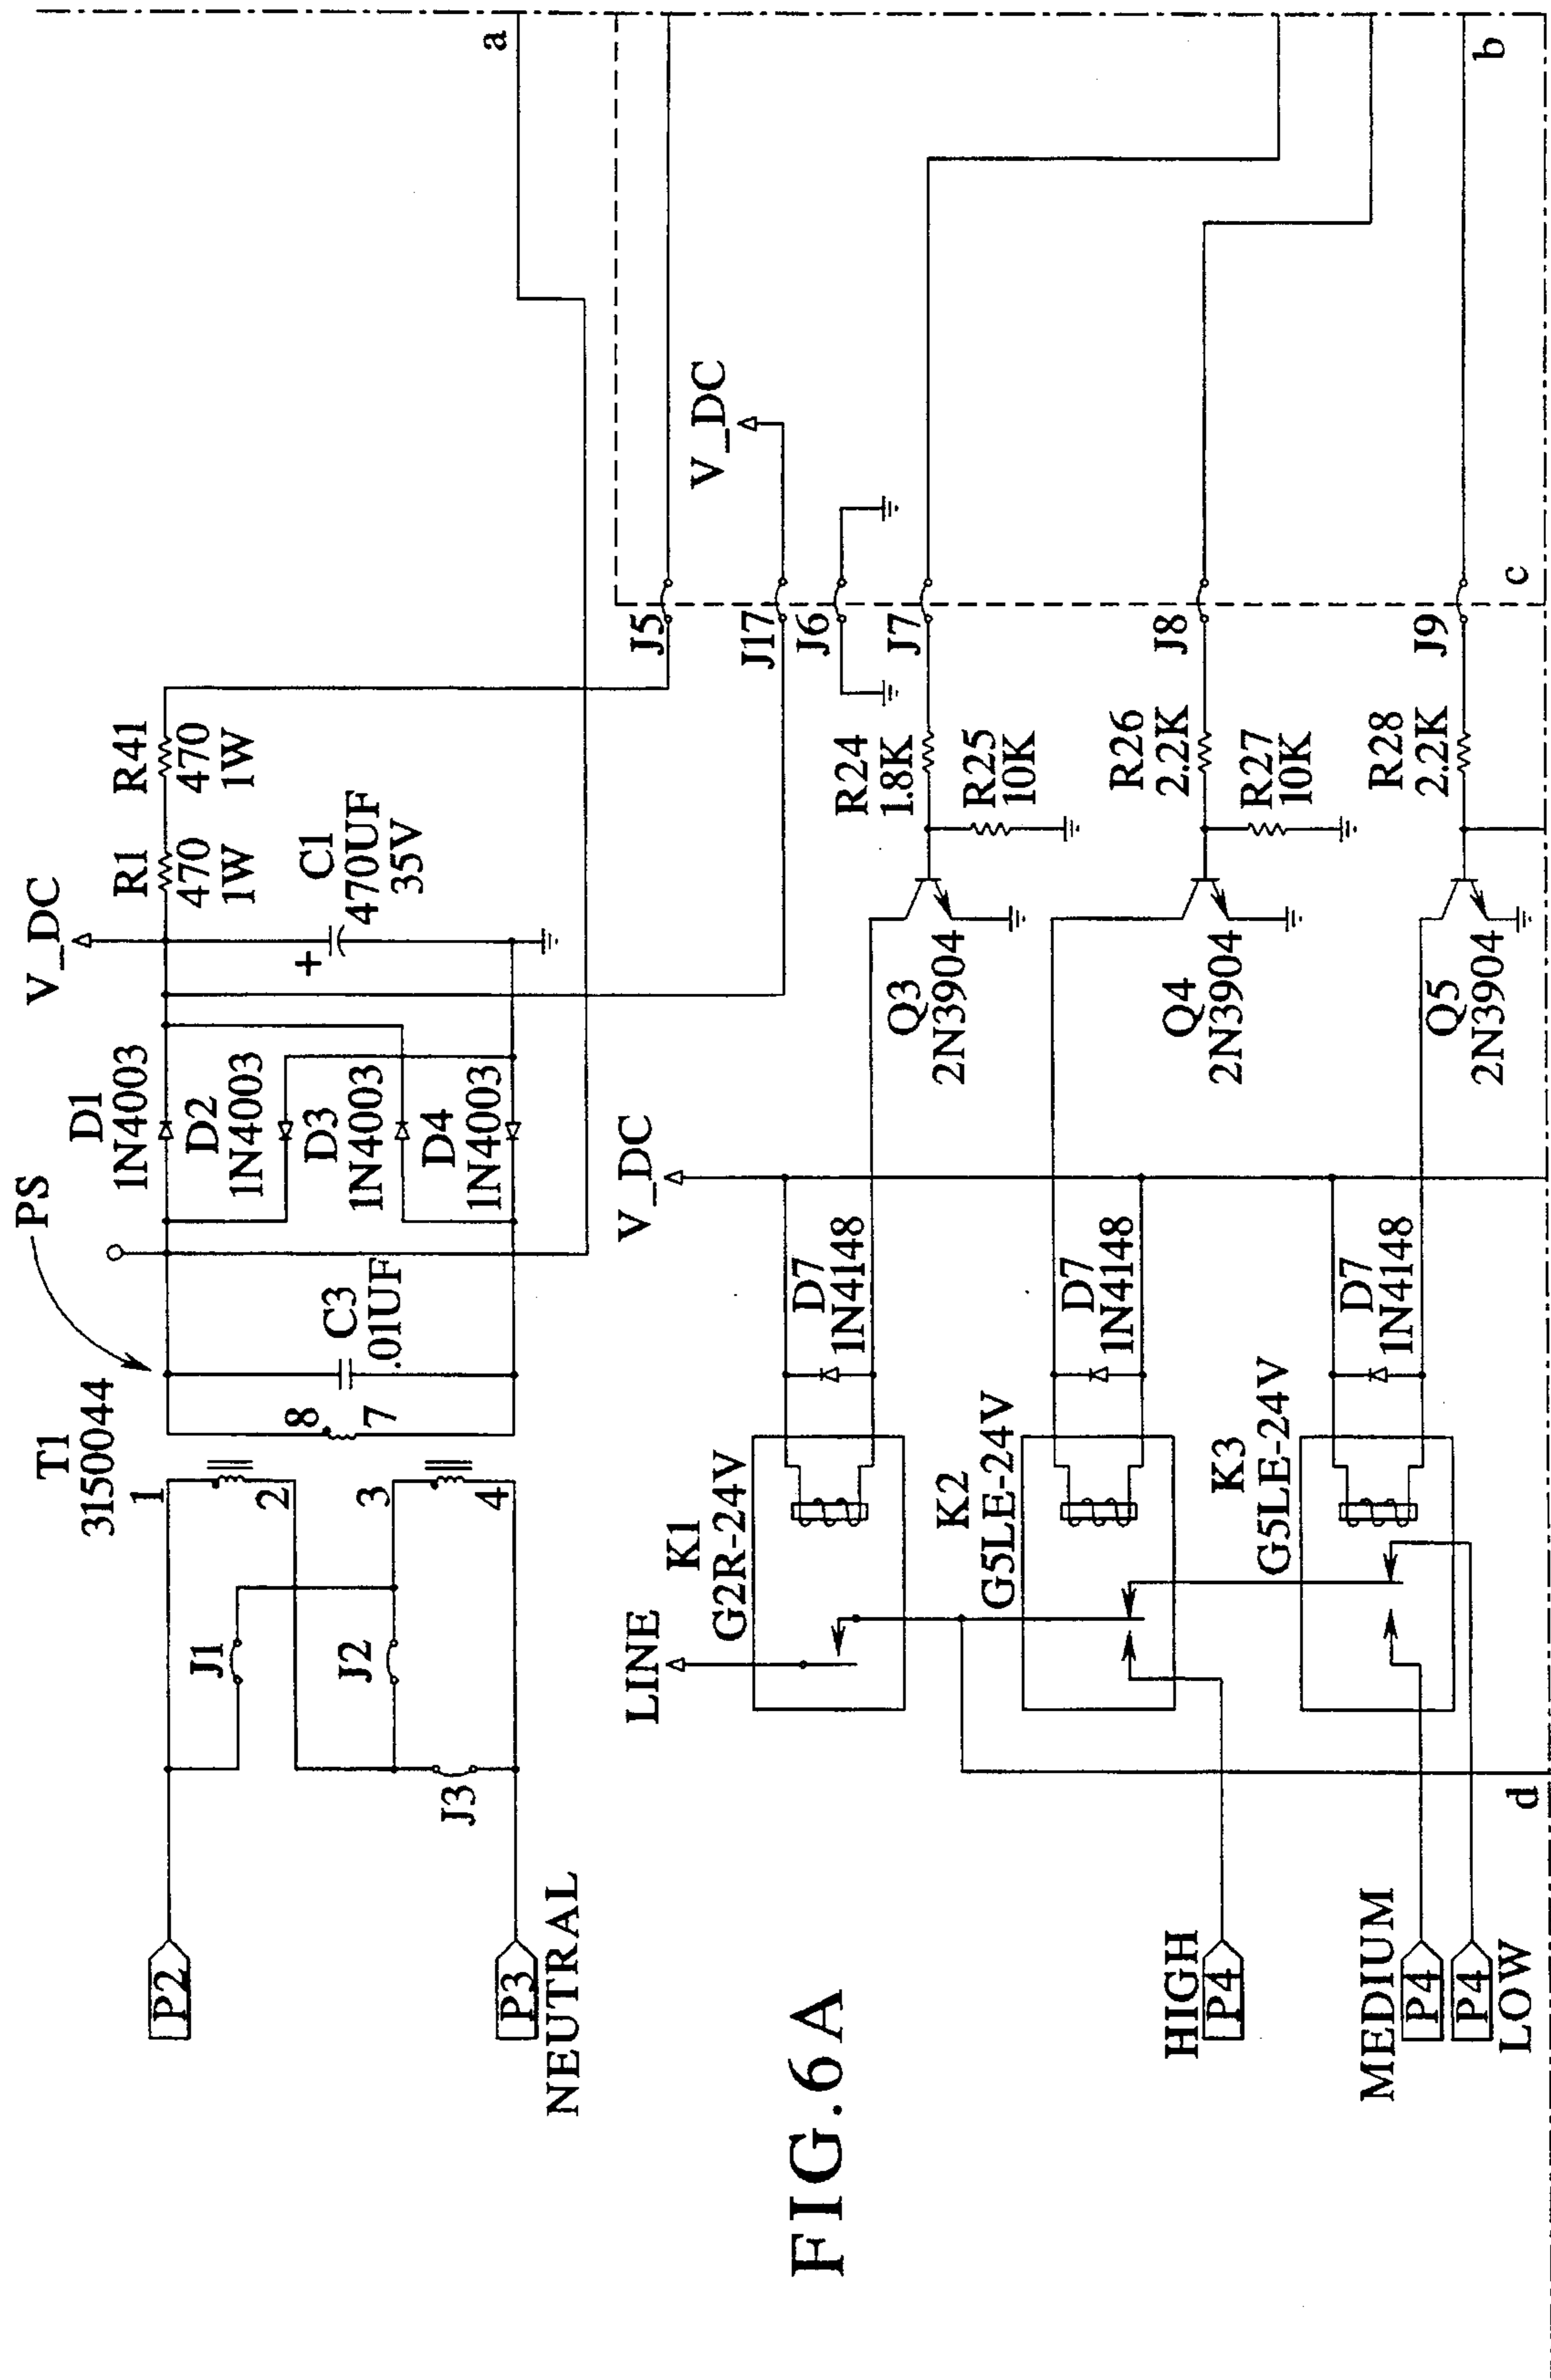 PS
T1
3150044
1
2
3
4
8
7
C3
.01UF
D1
1N4003
D2
1N4003
D3
1N4003
D4
1N4003
V_DC
R1
470
1W
R41
470
1W
C1
470UF
35V
+
a
P2
P3
NEUTRAL
J1
J2
J3
J5
J17
V_DC
J6
J7
J8
J9
b
c
d
LINE
K1
G2R-24V
V_DC
D7
1N4148
Q3
2N3904
R24
1.8K
R25
10K
K2
G5LE-24V
D7
1N4148
Q4
2N3904
R26
2.2K
R27
10K
K3
G5LE-24V
D7
1N4148
Q5
2N3904
R28
2.2K
HIGH
P4
MEDIUM
P4
P4
LOW
FIG.6A